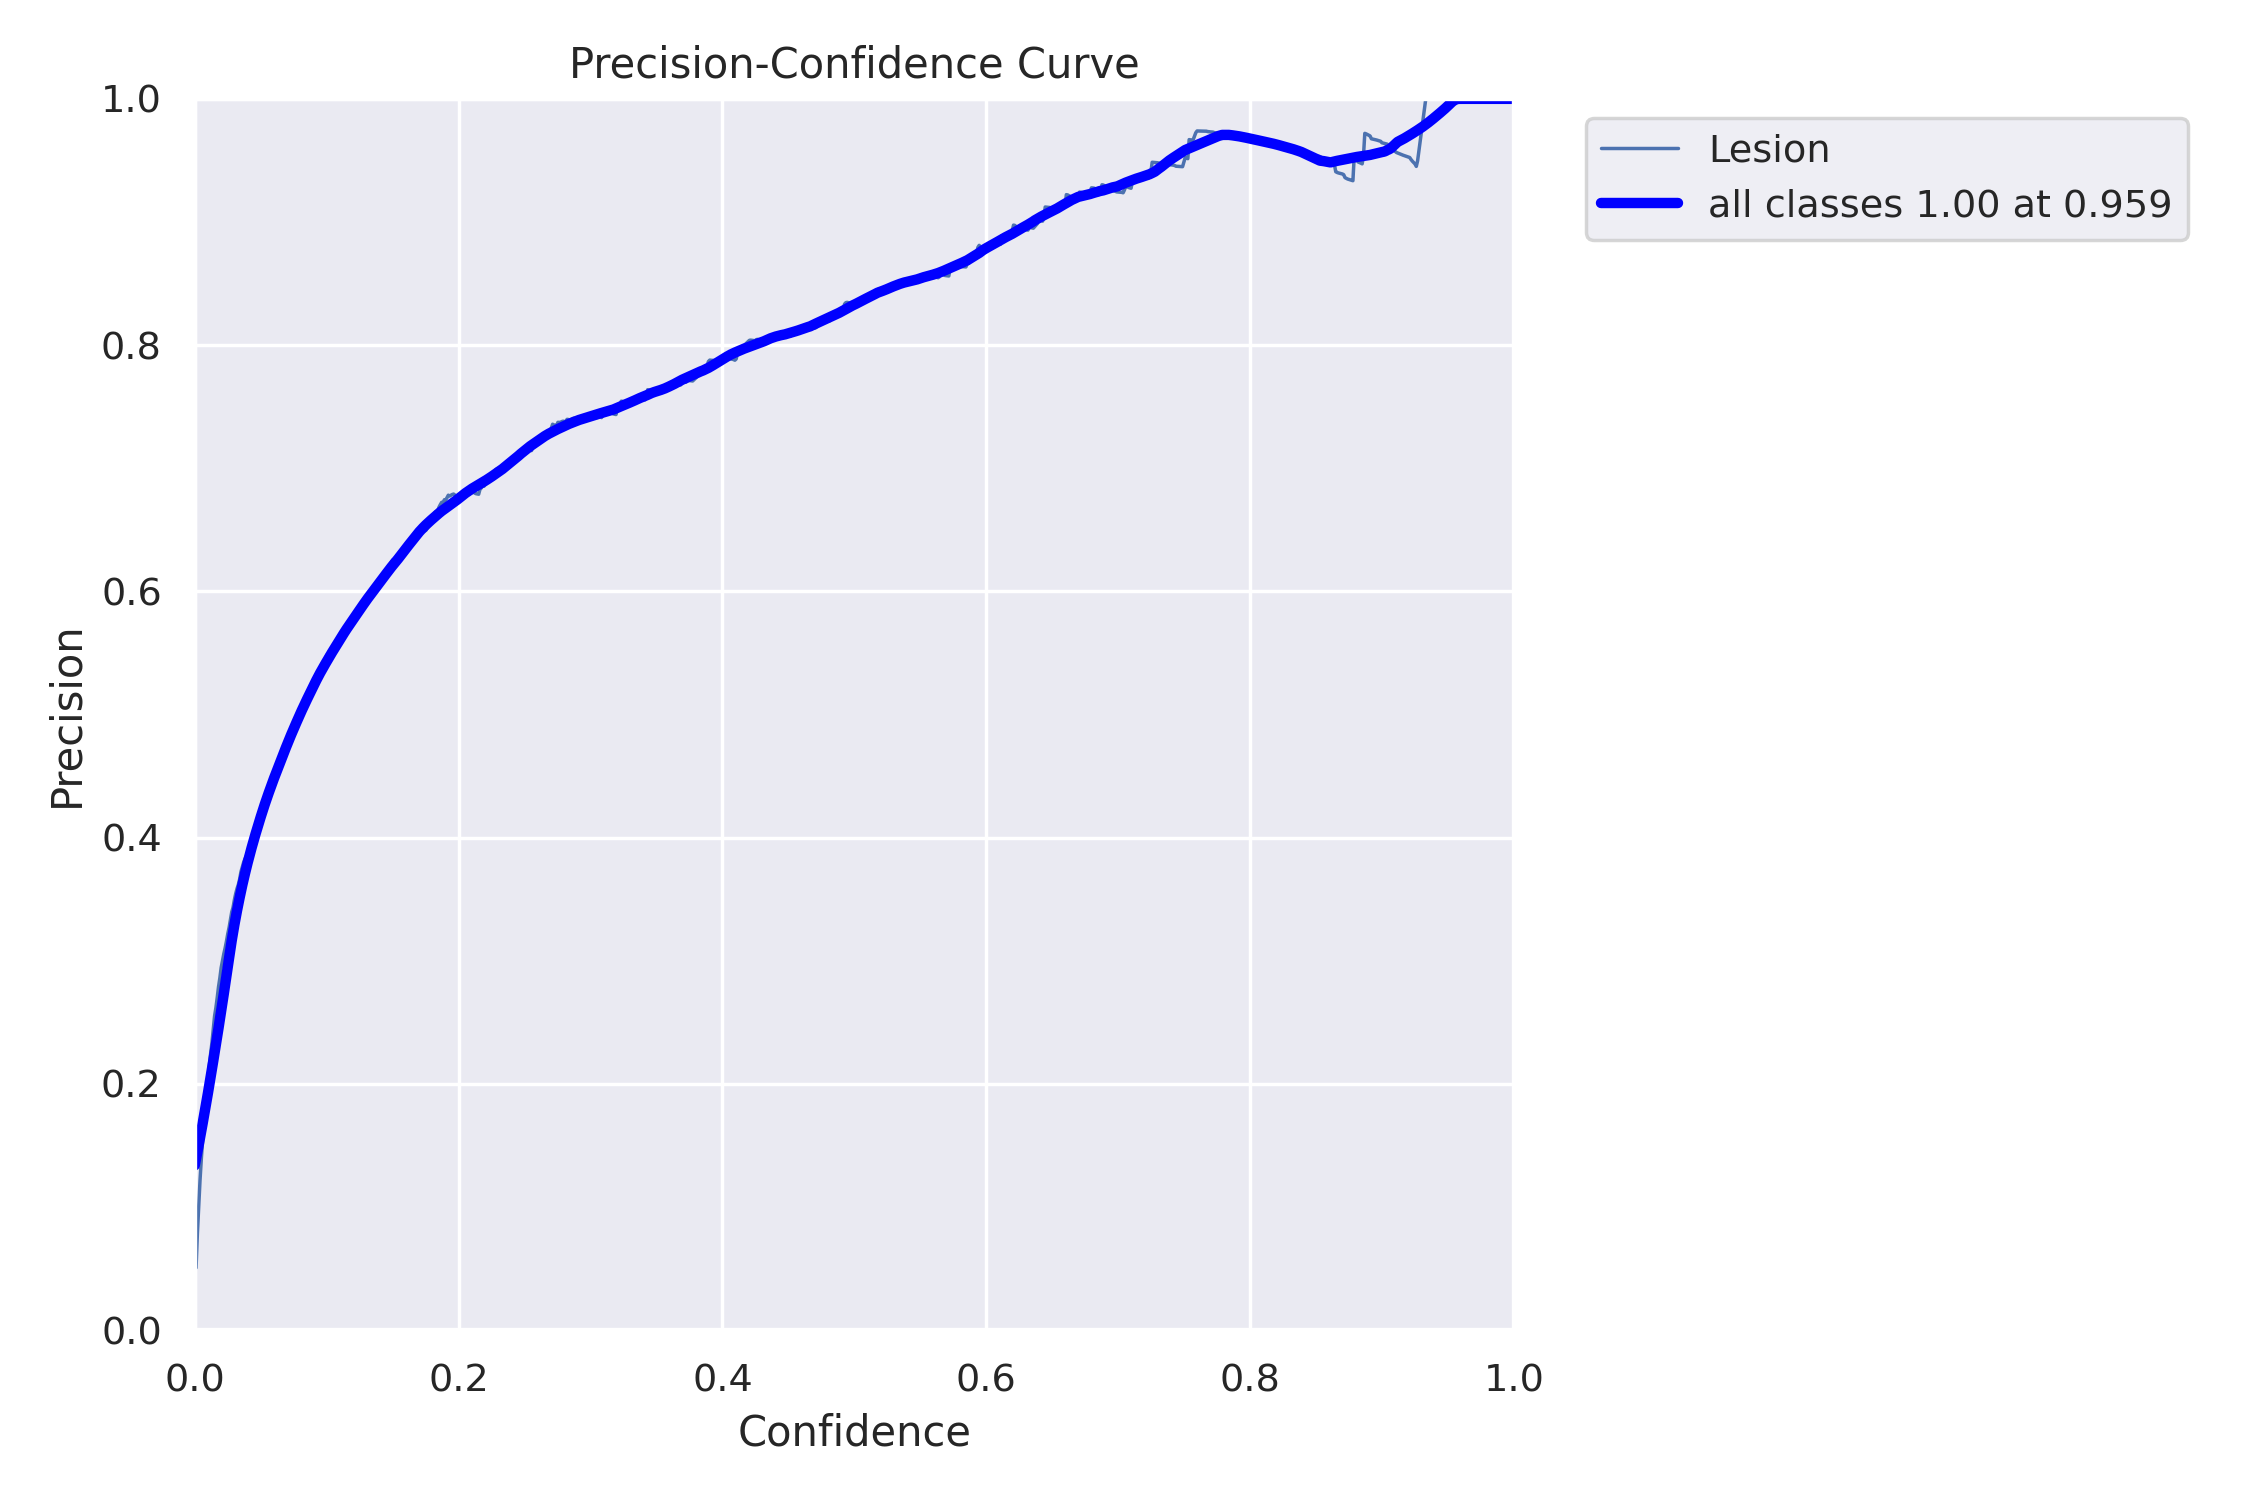 Precision-Confidence Curve
1.0
0.8
0.6
0.4
0.2
0.0
Precision
0.0 0.2 0.4 0.6 0.8 1.0
Confidence
Lesion
all classes 1.00 at 0.959